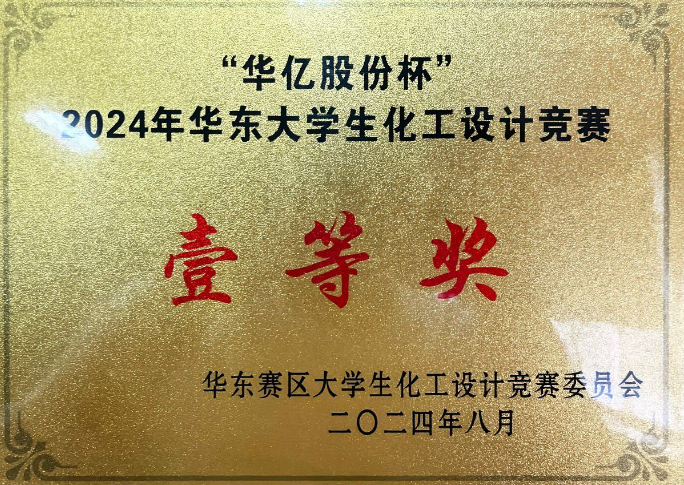 “华亿股份杯”
2024年华东大学生化工设计竞赛
壹等奖
华东赛区大学生化工设计竞赛委员会
二〇二四年八月